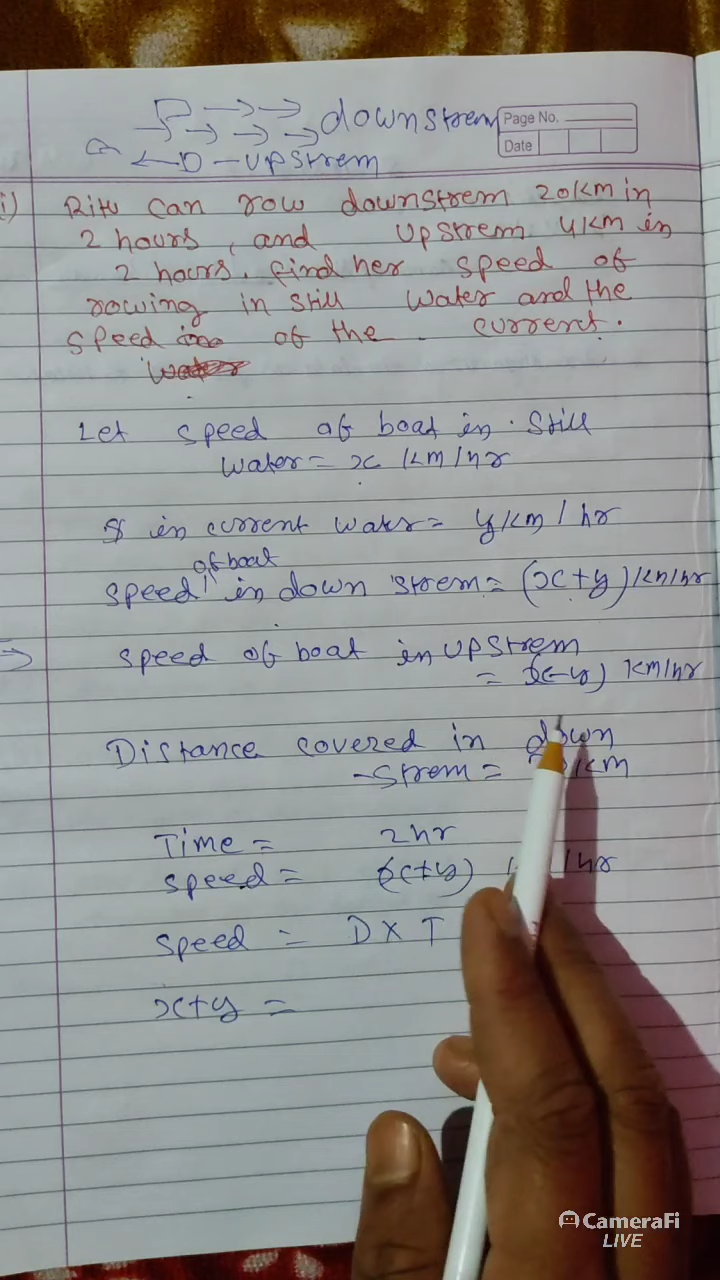 downstrem
Page No.
Date
D - UPstrem
i) Ritu can row downstrem 20km in
2 hours, and upstrem 4km in
2 hours. find her speed of
rowing in still water and the
speed of the current.
Let speed of boat in still
water = x km/hr
in current water = y km/hr
of boat
speed in down strem = (x+y) km/hr
speed of boat in upstrem
= (x-y) km/hr
Distance covered in down
-strem = km
Time = 2hr
speed = (x+y) /hr
speed = D x T
x+y =
CameraFi
LIVE